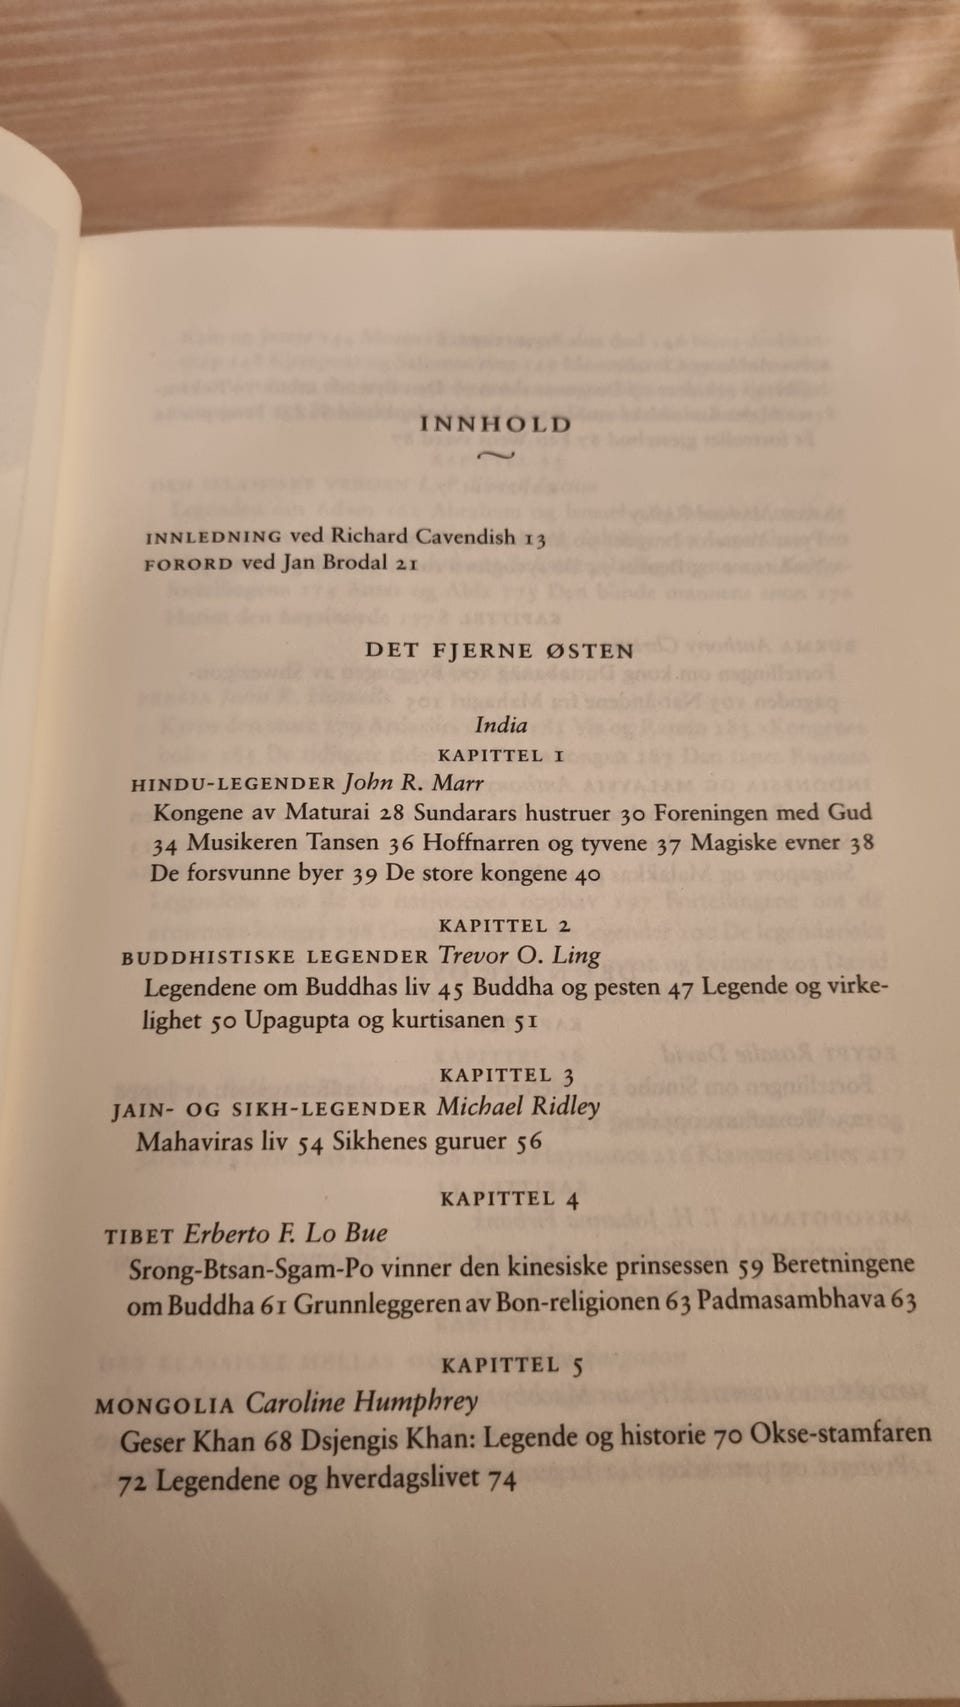 INNHOLD
INNLEDNING ved Richard Cavendish 13
FORORD ved Jan Brodal 21
DET FJERNE ØSTEN
India
KAPITTEL 1
HINDU-LEGENDER John R. Marr
Kongene av Maturai 28 Sundarars hustruer 30 Foreningen med Gud
34 Musikeren Tansen 36 Hoffnarren og tyvene 37 Magiske evner 38
De forsvunne byer 39 De store kongene 40
KAPITTEL 2
BUDDHISTISKE LEGENDER Trevor O. Ling
Legendene om Buddhas liv 45 Buddha og pesten 47 Legende og virke-
lighet 50 Upagupta og kurtisanen 51
KAPITTEL 3
JAIN- OG SIKH-LEGENDER Michael Ridley
Mahaviras liv 54 Sikhenes guruer 56
KAPITTEL 4
TIBET Erberto F. Lo Bue
Srong-Btsan-Sgam-Po vinner den kinesiske prinsessen 59 Beretningene
om Buddha 61 Grunnleggeren av Bon-religionen 63 Padmasambhava 63
KAPITTEL 5
MONGOLIA Caroline Humphrey
Geser Khan 68 Dsjengis Khan: Legende og historie 70 Okse-stamfaren
72 Legendene og hverdagslivet 74